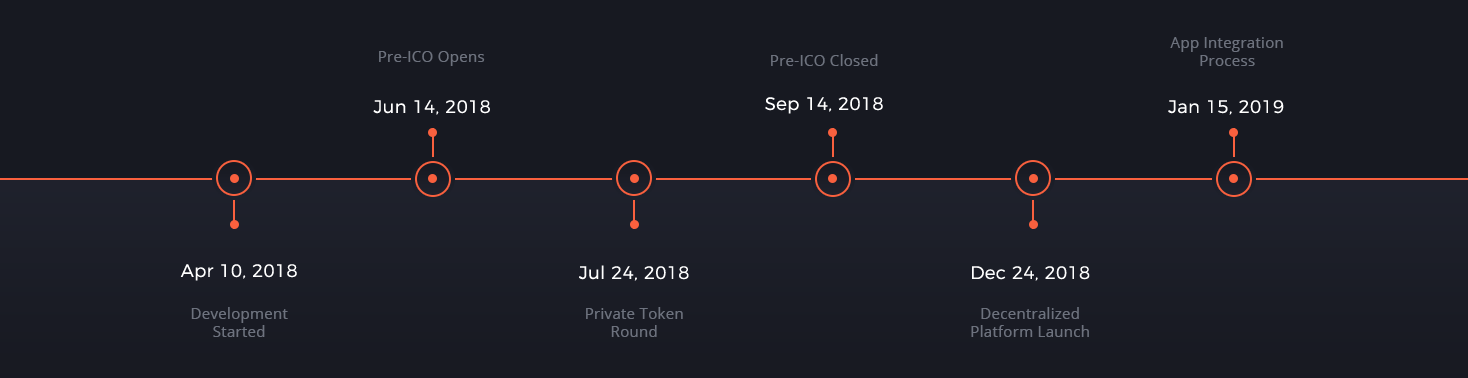 Pre-ICO Opens
Jun 14, 2018
Pre-ICO Closed
Sep 14, 2018
App Integration
Process
Jan 15, 2019
Apr 10, 2018
Development
Started
Jul 24, 2018
Private Token
Round
Dec 24, 2018
Decentralized
Platform Launch